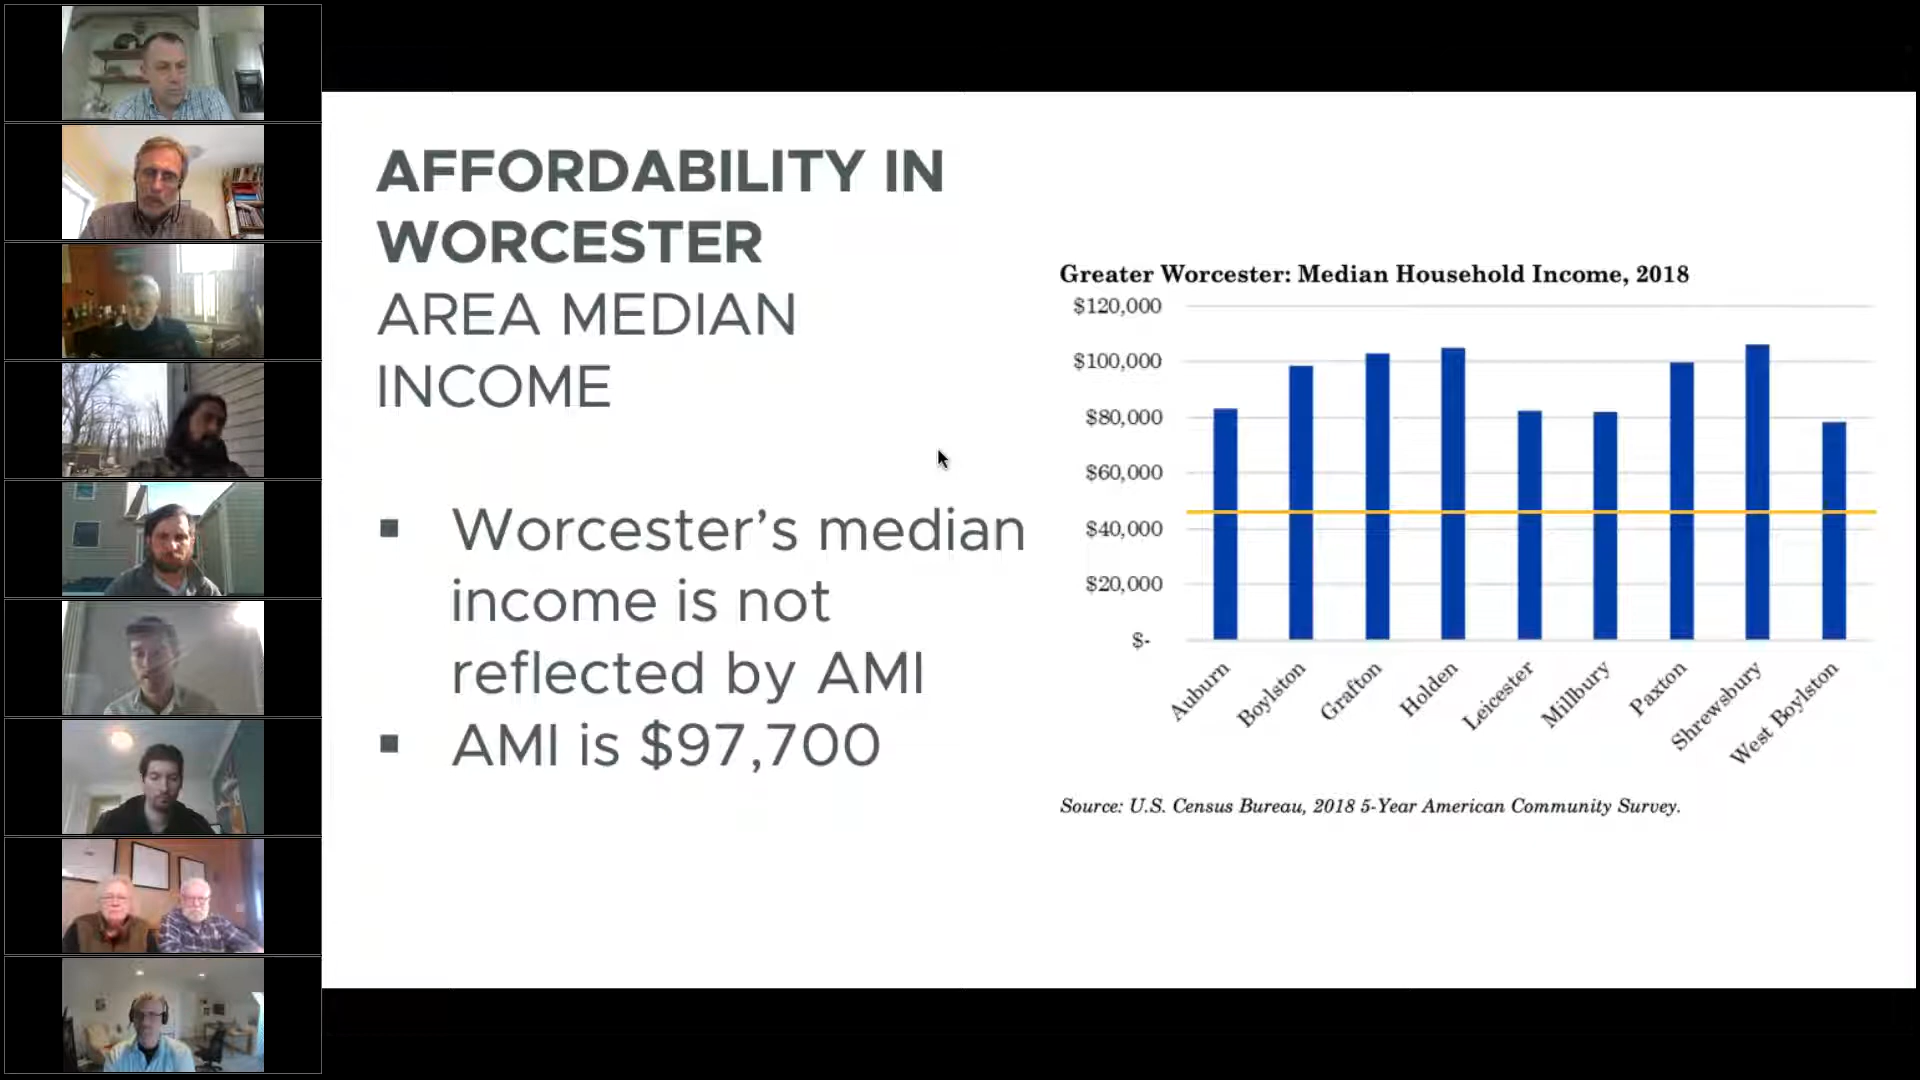 AFFORDABILITY IN
WORCESTER
AREA MEDIAN
INCOME
■ Worcester’s median
income is not
reflected by AMI
■ AMI is $97,700
Greater Worcester: Median Household Income, 2018
$120,000
$100,000
$80,000
$60,000
$40,000
$20,000
$-
Auburn
Boylston
Grafton
Holden
Leicester
Millbury
Paxton
Shrewsbury
West Boylston
Source: U.S. Census Bureau, 2018 5-Year American Community Survey.